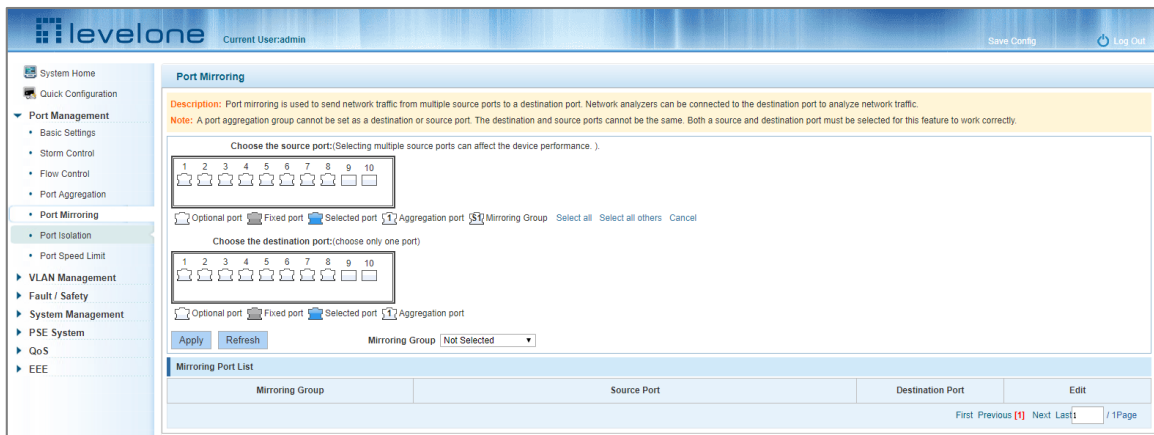 levelone
Current User:admin
Save Config
Log Out
System Home
Quick Configuration
Port Management
Basic Settings
Storm Control
Flow Control
Port Aggregation
Port Mirroring
Port Isolation
Port Speed Limit
VLAN Management
Fault / Safety
System Management
PSE System
QoS
EEE
Port Mirroring
Description: Port mirroring is used to send network traffic from multiple source ports to a destination port. Network analyzers can be connected to the destination port to analyze network traffic.
Note: A port aggregation group cannot be set as a destination or source port. The destination and source ports cannot be the same. Both a source and destination port must be selected for this feature to work correctly.
Choose the source port:(Selecting multiple source ports can affect the device performance. ).
1 2 3 4 5 6 7 8 9 10
Optional port Fixed port Selected port 1 Aggregation port S1 Mirroring Group Select all Select all others Cancel
Choose the destination port:(choose only one port)
1 2 3 4 5 6 7 8 9 10
Optional port Fixed port Selected port 1 Aggregation port
Apply Refresh Mirroring Group Not Selected
Mirroring Port List
Mirroring Group Source Port Destination Port Edit
First Previous [1] Next Last 1 / 1Page